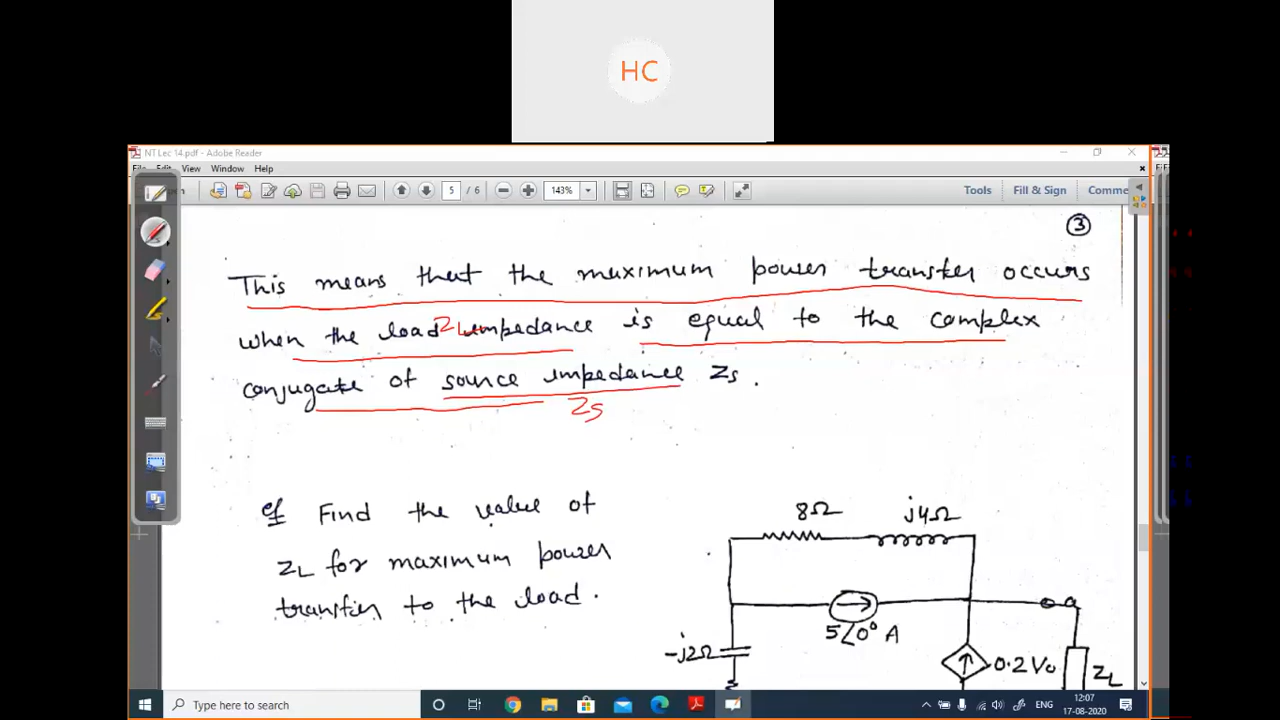 HC
NT Lec 14.pdf - Adobe Reader
File Edit View Window Help
5 / 6 143% Tools Fill & Sign Comme
3
This means that the maximum power transfer occurs
when the load ZL impedance is equal to the complex
conjugate of source impedance Zs.
Zs
Find the value of
ZL for maximum power
transfer to the load.
8Ω j4Ω
5∠0° A
-j2Ω
0.2 Vo ZL
Type here to search
ENG 12:07
17-08-2020